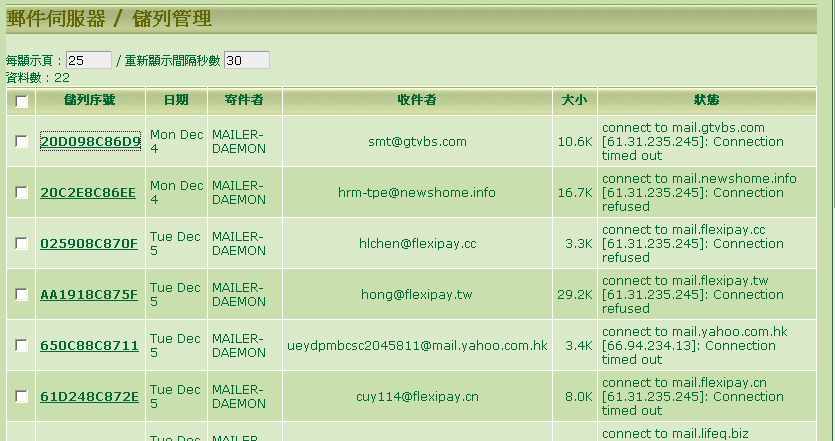 郵件伺服器 / 儲列管理
每顯示頁：25 / 重新顯示間隔秒數 30
資料數：22
儲列序號 日期 寄件者 收件者 大小 狀態
20D098C86D9 Mon Dec 4 MAILER-DAEMON smt@gtvbs.com 10.6K connect to mail.gtvbs.com [61.31.235.245]: Connection timed out
20C2E8C86EE Mon Dec 4 MAILER-DAEMON hrm-tpe@newshome.info 16.7K connect to mail.newshome.info [61.31.235.245]: Connection refused
025908C870F Tue Dec 5 MAILER-DAEMON hlchen@flexipay.cc 3.3K connect to mail.flexipay.cc [61.31.235.245]: Connection refused
AA1918C875F Tue Dec 5 MAILER-DAEMON hong@flexipay.tw 29.2K connect to mail.flexipay.tw [61.31.235.245]: Connection refused
650C88C8711 Tue Dec 5 MAILER-DAEMON ueydpmbcsc2045811@mail.yahoo.com.hk 3.4K connect to mail.yahoo.com.hk [66.94.234.13]: Connection timed out
61D248C872E Tue Dec 5 MAILER-DAEMON cuy114@flexipay.cn 8.0K connect to mail.flexipay.cn [61.31.235.245]: Connection timed out
Tue Dec MAILER- connect to mail.lifeq.biz